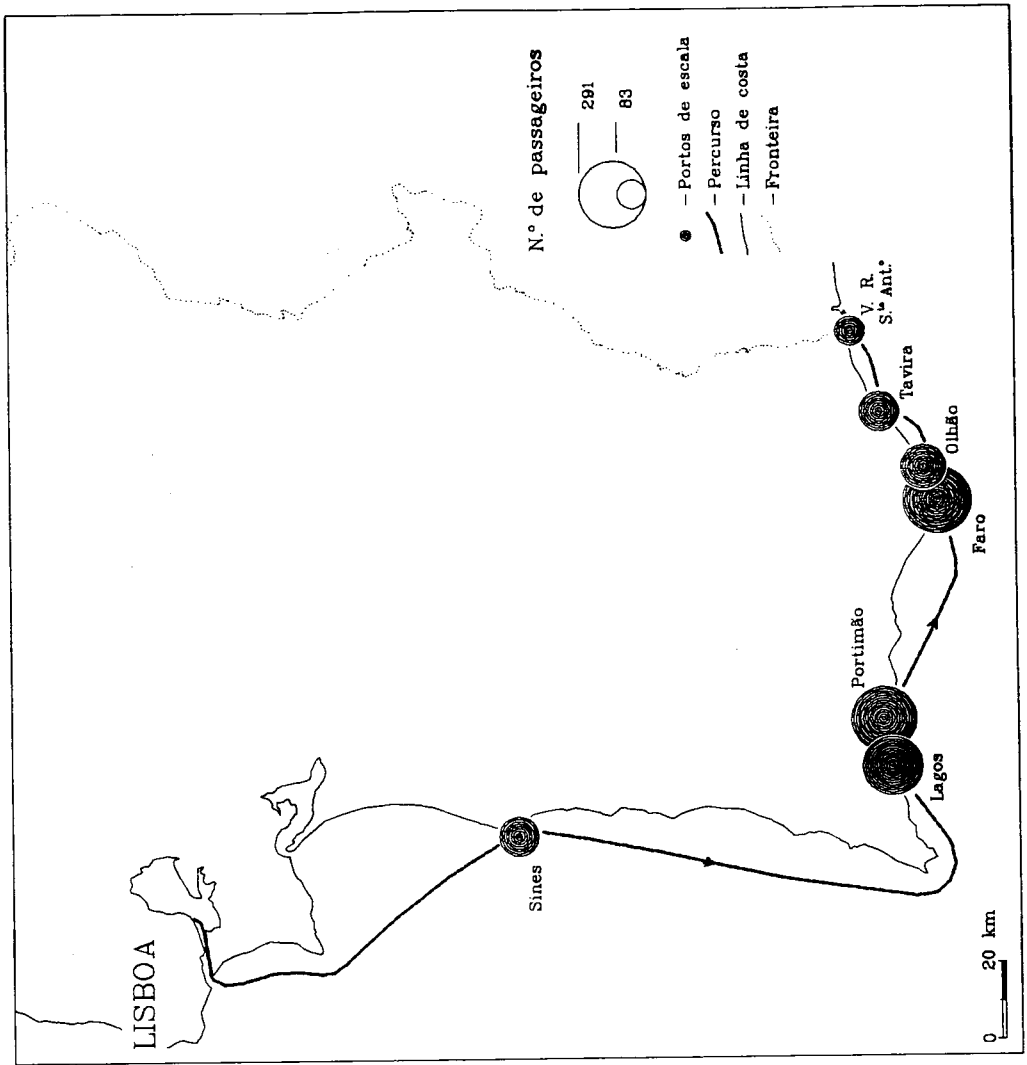 LISBOA
Sines
Lagos
Portimão
Faro
Olhão
Tavira
V. R.
S.ᵗᵒ Ant.º
N.º de passageiros
291
83
– Portos de escala
– Percurso
– Linha de costa
– Fronteira
0 20 km